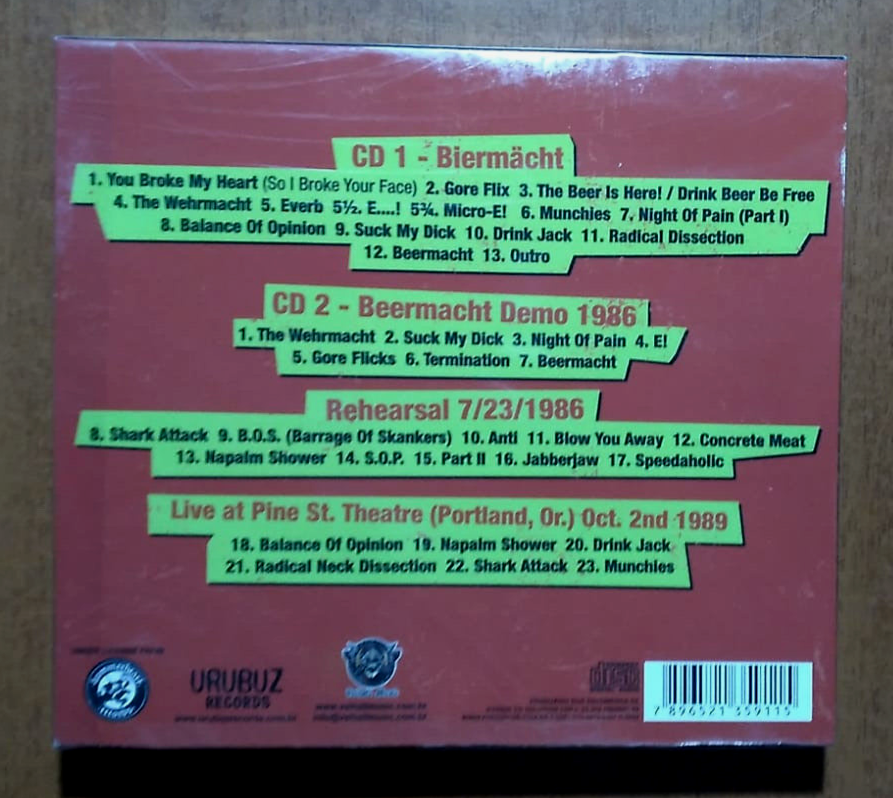 CD 1 - Biermächt
1. You Broke My Heart (So I Broke Your Face) 2. Gore Flix 3. The Beer Is Here! / Drink Beer Be Free
4. The Wehrmacht 5. Everb 5½. E....! 5¾. Micro-E! 6. Munchies 7. Night Of Pain (Part I)
8. Balance Of Opinion 9. Suck My Dick 10. Drink Jack 11. Radical Dissection
12. Beermacht 13. Outro
CD 2 - Beermacht Demo 1986
1. The Wehrmacht 2. Suck My Dick 3. Night Of Pain 4. E!
5. Gore Flicks 6. Termination 7. Beermacht
Rehearsal 7/23/1986
8. Shark Attack 9. B.O.S. (Barrage Of Skankers) 10. Anti 11. Blow You Away 12. Concrete Meat
13. Napalm Shower 14. S.O.P. 15. Part II 16. Jabberjaw 17. Speedaholic
Live at Pine St. Theatre (Portland, Or.) Oct. 2nd 1989
18. Balance Of Opinion 19. Napalm Shower 20. Drink Jack
21. Radical Neck Dissection 22. Shark Attack 23. Munchies
URUBUZ
RECORDS
7 896521 359115